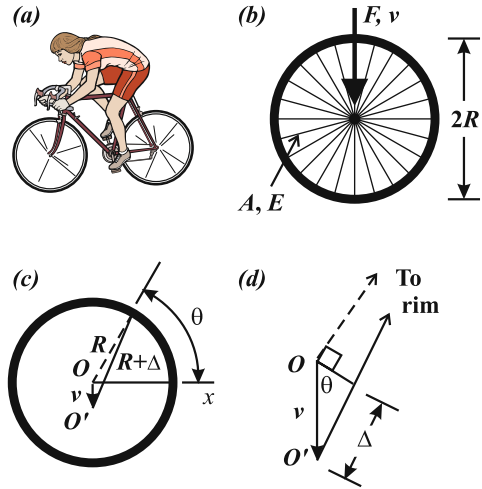 (a)
(b)
F, v
2R
A, E
(c)
θ
R
R+Δ
O
v
x
O'
(d)
To
rim
O
θ
v
Δ
O'